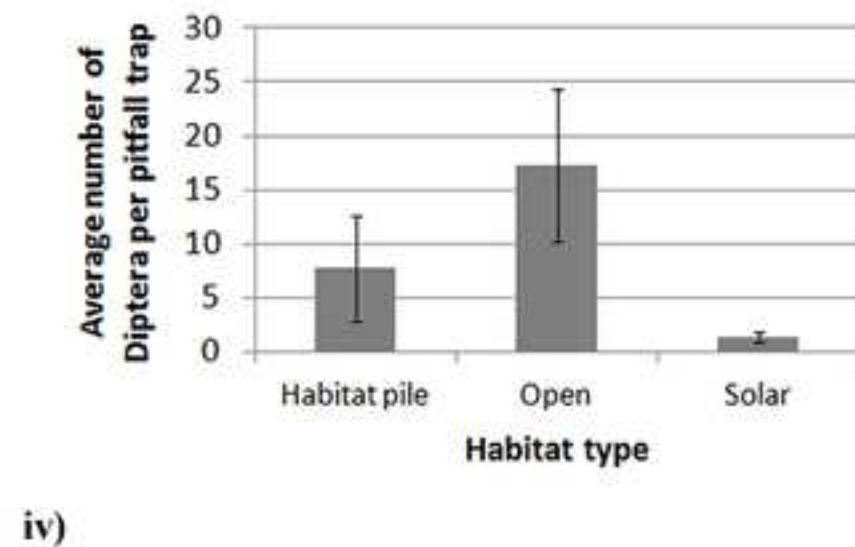 Average number of
Diptera per pitfall trap
30
25
20
15
10
5
0
Habitat pile Open Solar
Habitat type
iv)